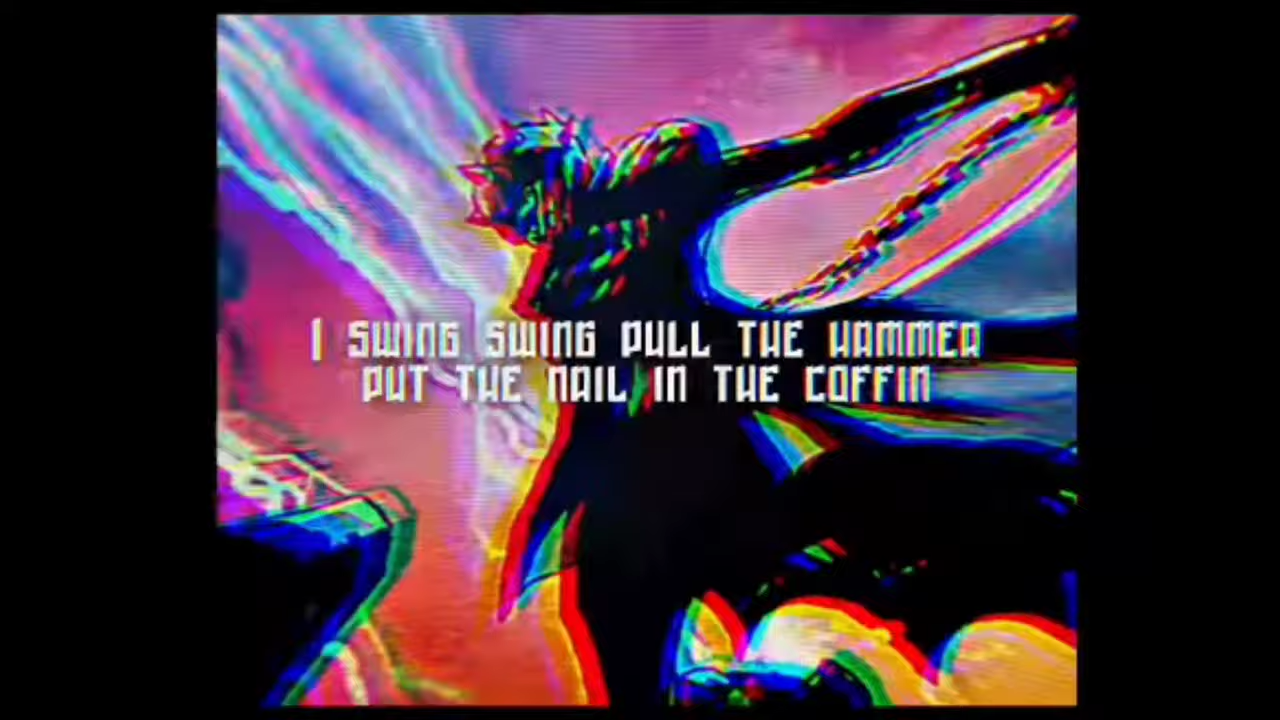 I SWING SWING PULL THE HAMMER
PUT THE NAIL IN THE COFFIN